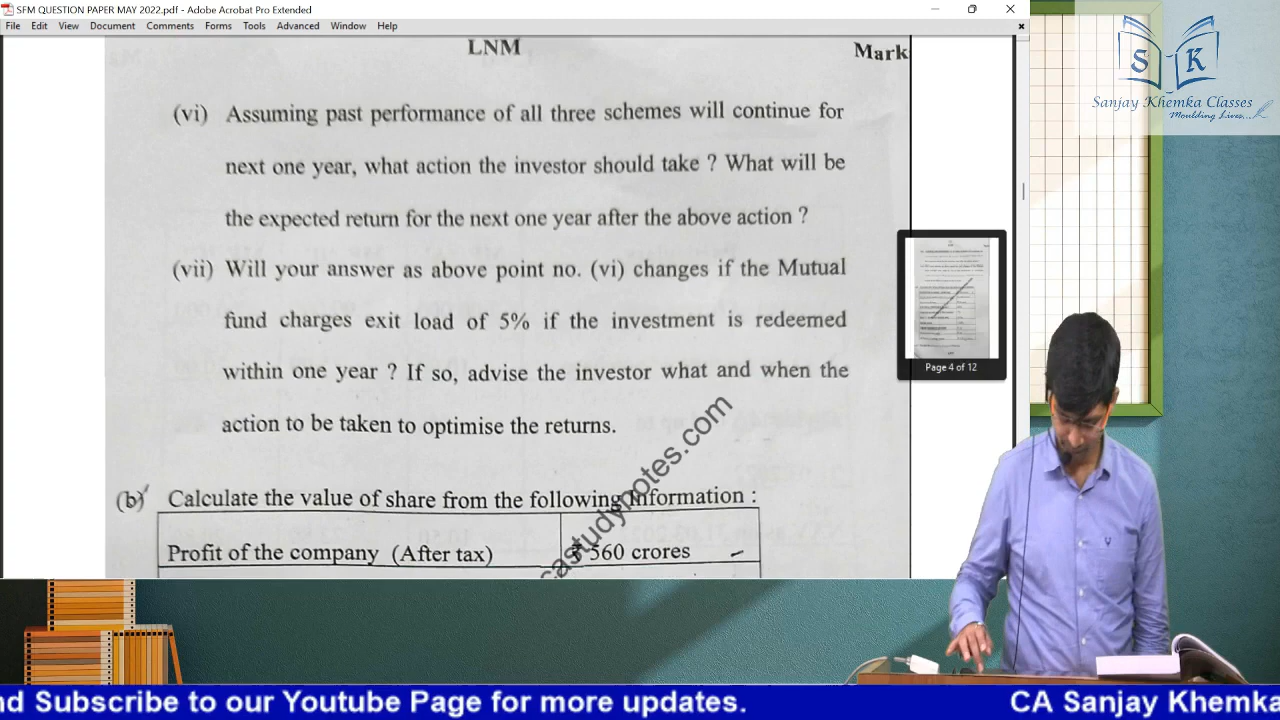 SFM QUESTION PAPER MAY 2022.pdf - Adobe Acrobat Pro Extended
File Edit View Document Comments Forms Tools Advanced Window Help
LNM
Mark
(vi) Assuming past performance of all three schemes will continue for
next one year, what action the investor should take ? What will be
the expected return for the next one year after the above action ?
(vii) Will your answer as above point no. (vi) changes if the Mutual
fund charges exit load of 5% if the investment is redeemed
within one year ? If so, advise the investor what and when the
action to be taken to optimise the returns.
(b) Calculate the value of share from the following Information :
Profit of the company (After tax) ₹ 560 crores
castudynotes.com
Page 4 of 12
S K
Sanjay Khemka Classes
Moulding Lives...
nd Subscribe to our Youtube Page for more updates. CA Sanjay Khemka